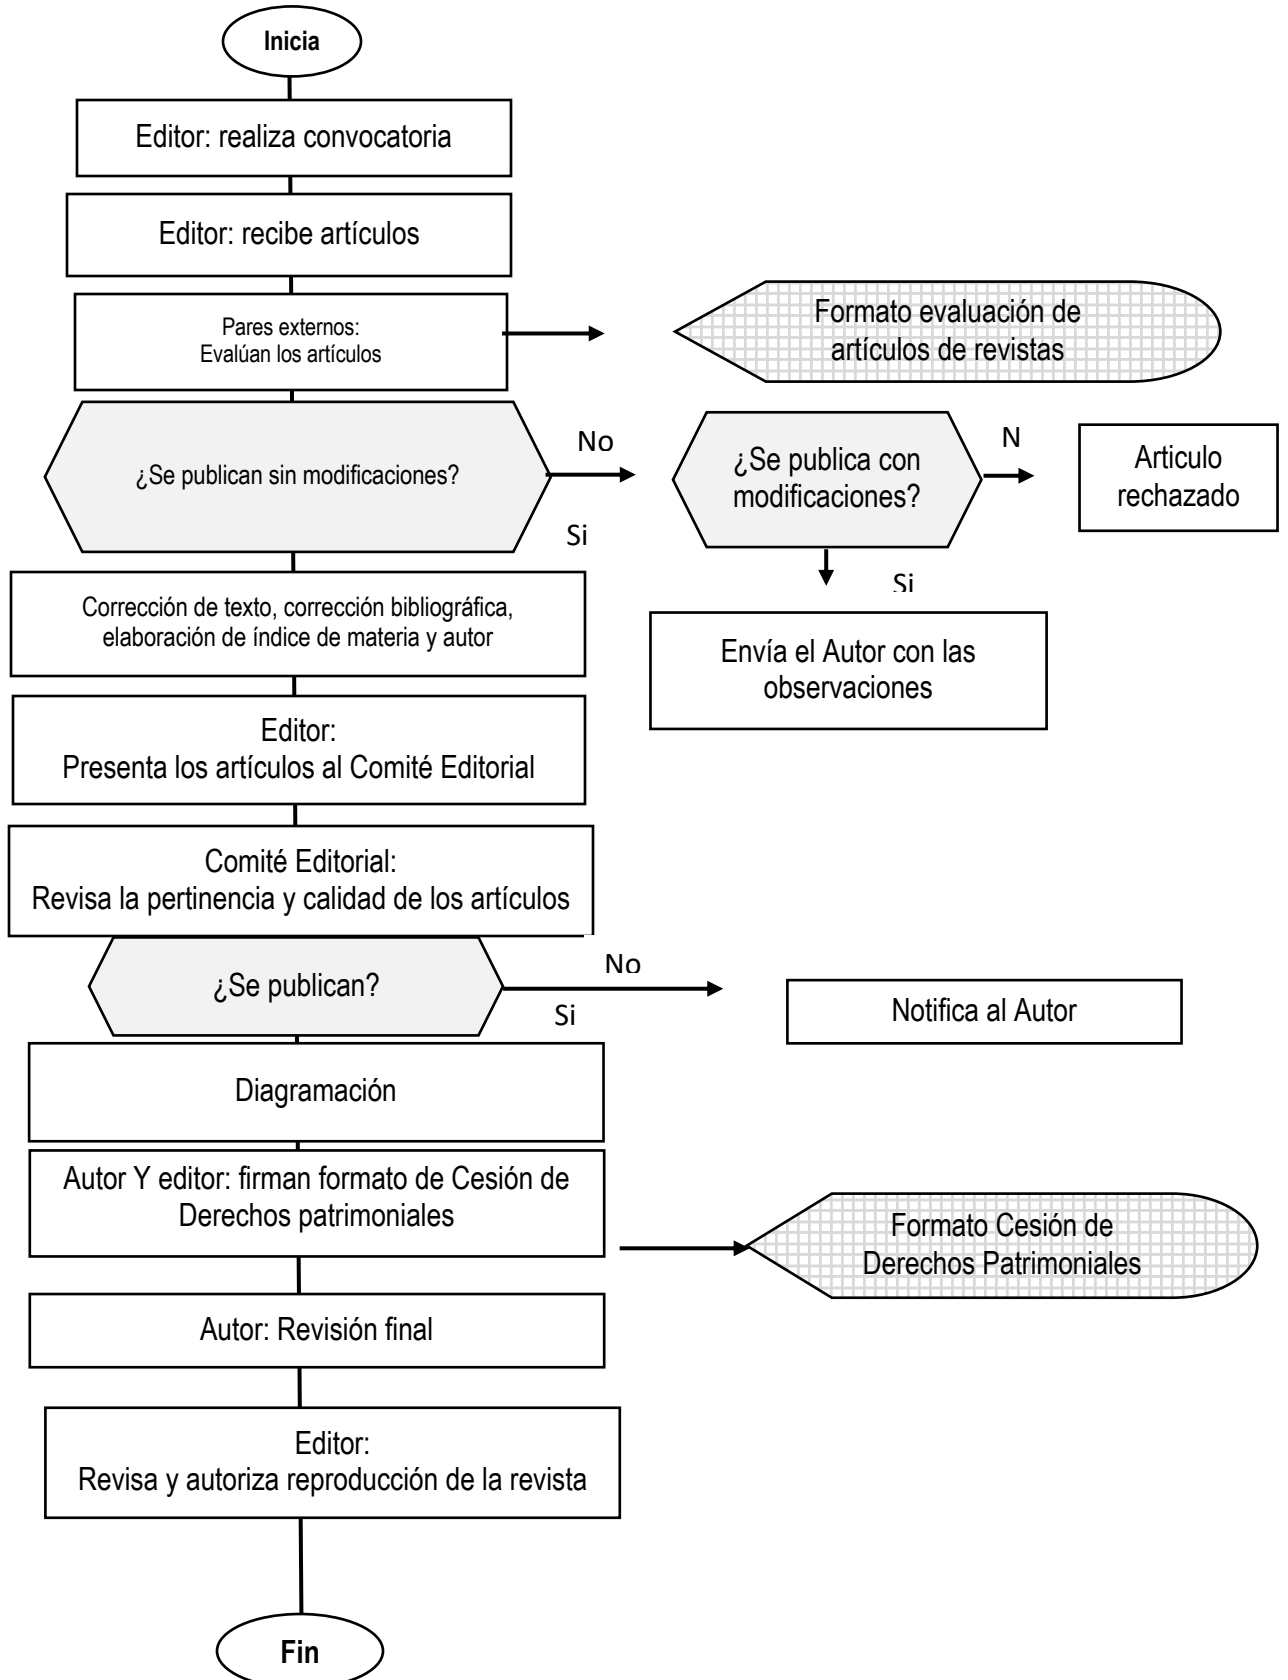 Inicia
Editor: realiza convocatoria
Editor: recibe artículos
Pares externos:
Evalúan los artículos
Formato evaluación de
artículos de revistas
¿Se publican sin modificaciones?
No
Si
¿Se publica con
modificaciones?
N
Articulo
rechazado
Si
Corrección de texto, corrección bibliográfica,
elaboración de índice de materia y autor
Envía el Autor con las
observaciones
Editor:
Presenta los artículos al Comité Editorial
Comité Editorial:
Revisa la pertinencia y calidad de los artículos
¿Se publican?
No
Si
Notifica al Autor
Diagramación
Autor Y editor: firman formato de Cesión de
Derechos patrimoniales
Formato Cesión de
Derechos Patrimoniales
Autor: Revisión final
Editor:
Revisa y autoriza reproducción de la revista
Fin